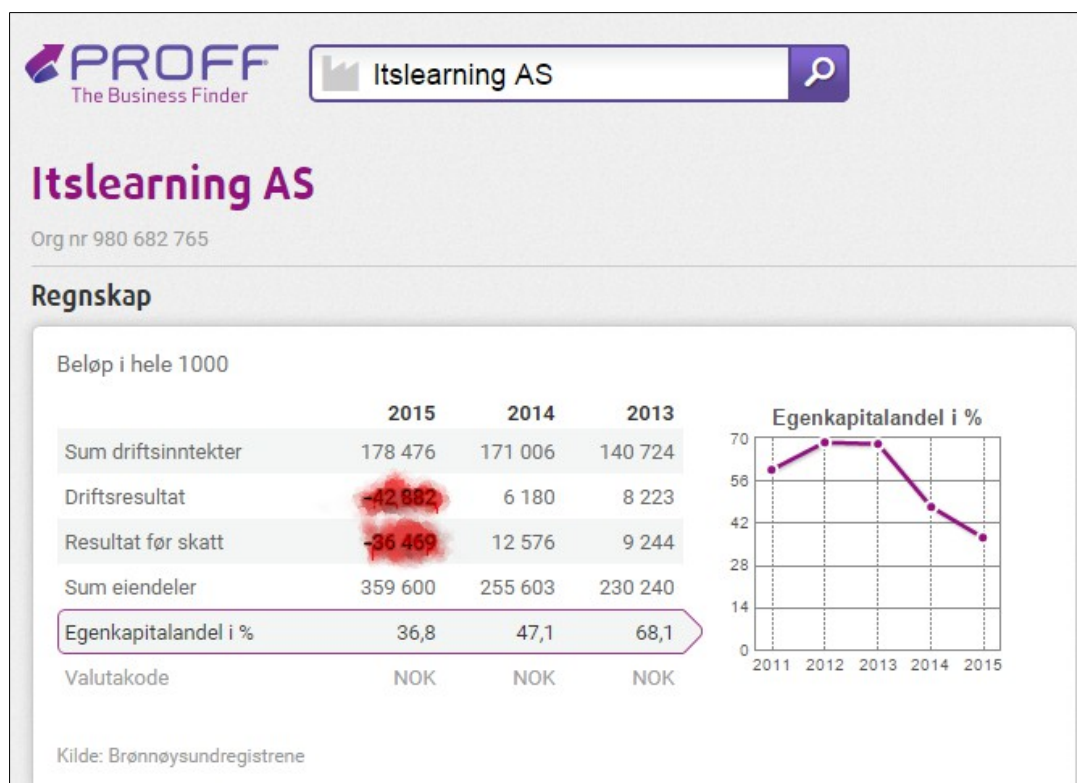 PROFF
The Business Finder
Itslearning AS
Itslearning AS
Org nr 980 682 765
Regnskap
Beløp i hele 1000
2015 2014 2013
Sum driftsinntekter 178 476 171 006 140 724
Driftsresultat -42 882 6 180 8 223
Resultat før skatt -36 469 12 576 9 244
Sum eiendeler 359 600 255 603 230 240
Egenkapitalandel i % 36,8 47,1 68,1
Valutakode NOK NOK NOK
Egenkapitalandel i %
70
56
42
28
14
0
2011 2012 2013 2014 2015
Kilde: Brønnøysundregistrene